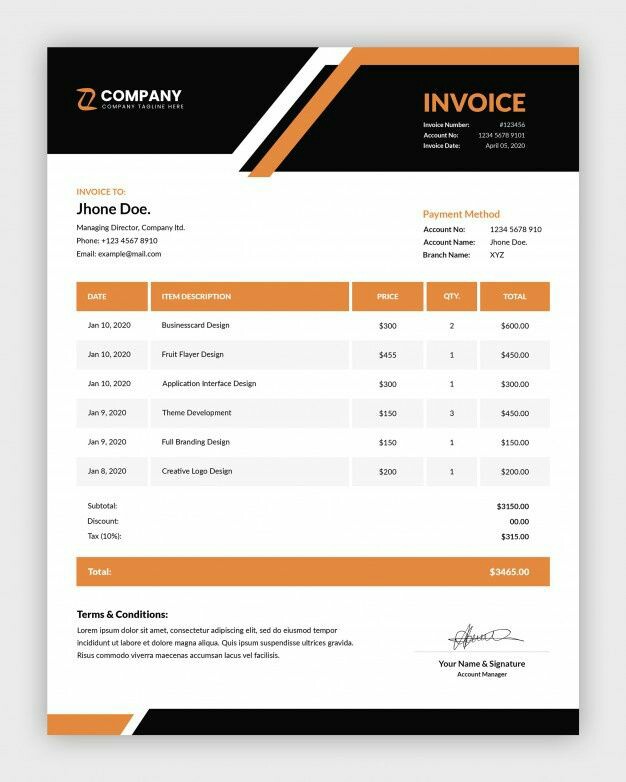 COMPANY
COMPANY TAGLINE HERE
INVOICE
Invoice Number: #123456
Account No: 1234 5678 9101
Invoice Date: April 05, 2020
INVOICE TO:
Jhone Doe.
Managing Director, Company ltd.
Phone: +123 4567 8910
Email: example@mail.com
Payment Method
Account No: 1234 5678 910
Account Name: Jhone Doe.
Branch Name: XYZ
DATE ITEM DESCRIPTION PRICE QTY. TOTAL
Jan 10, 2020 Businesscard Design $300 2 $600.00
Jan 10, 2020 Fruit Flayer Design $455 1 $450.00
Jan 10, 2020 Application Interface Design $300 1 $300.00
Jan 9, 2020 Theme Development $150 3 $450.00
Jan 9, 2020 Full Branding Design $150 1 $150.00
Jan 8, 2020 Creative Logo Design $200 1 $200.00
Subtotal: $3150.00
Discount: 00.00
Tax (10%): $315.00
Total: $3465.00
Terms & Conditions:
Lorem ipsum dolor sit amet, consectetur adipiscing elit, sed do eiusmod tempor
incididunt ut labore et dolore magna aliqua. Quis ipsum suspendisse ultrices gravida.
Risus commodo viverra maecenas accumsan lacus vel facilisis.
Your Name & Signature
Account Manager